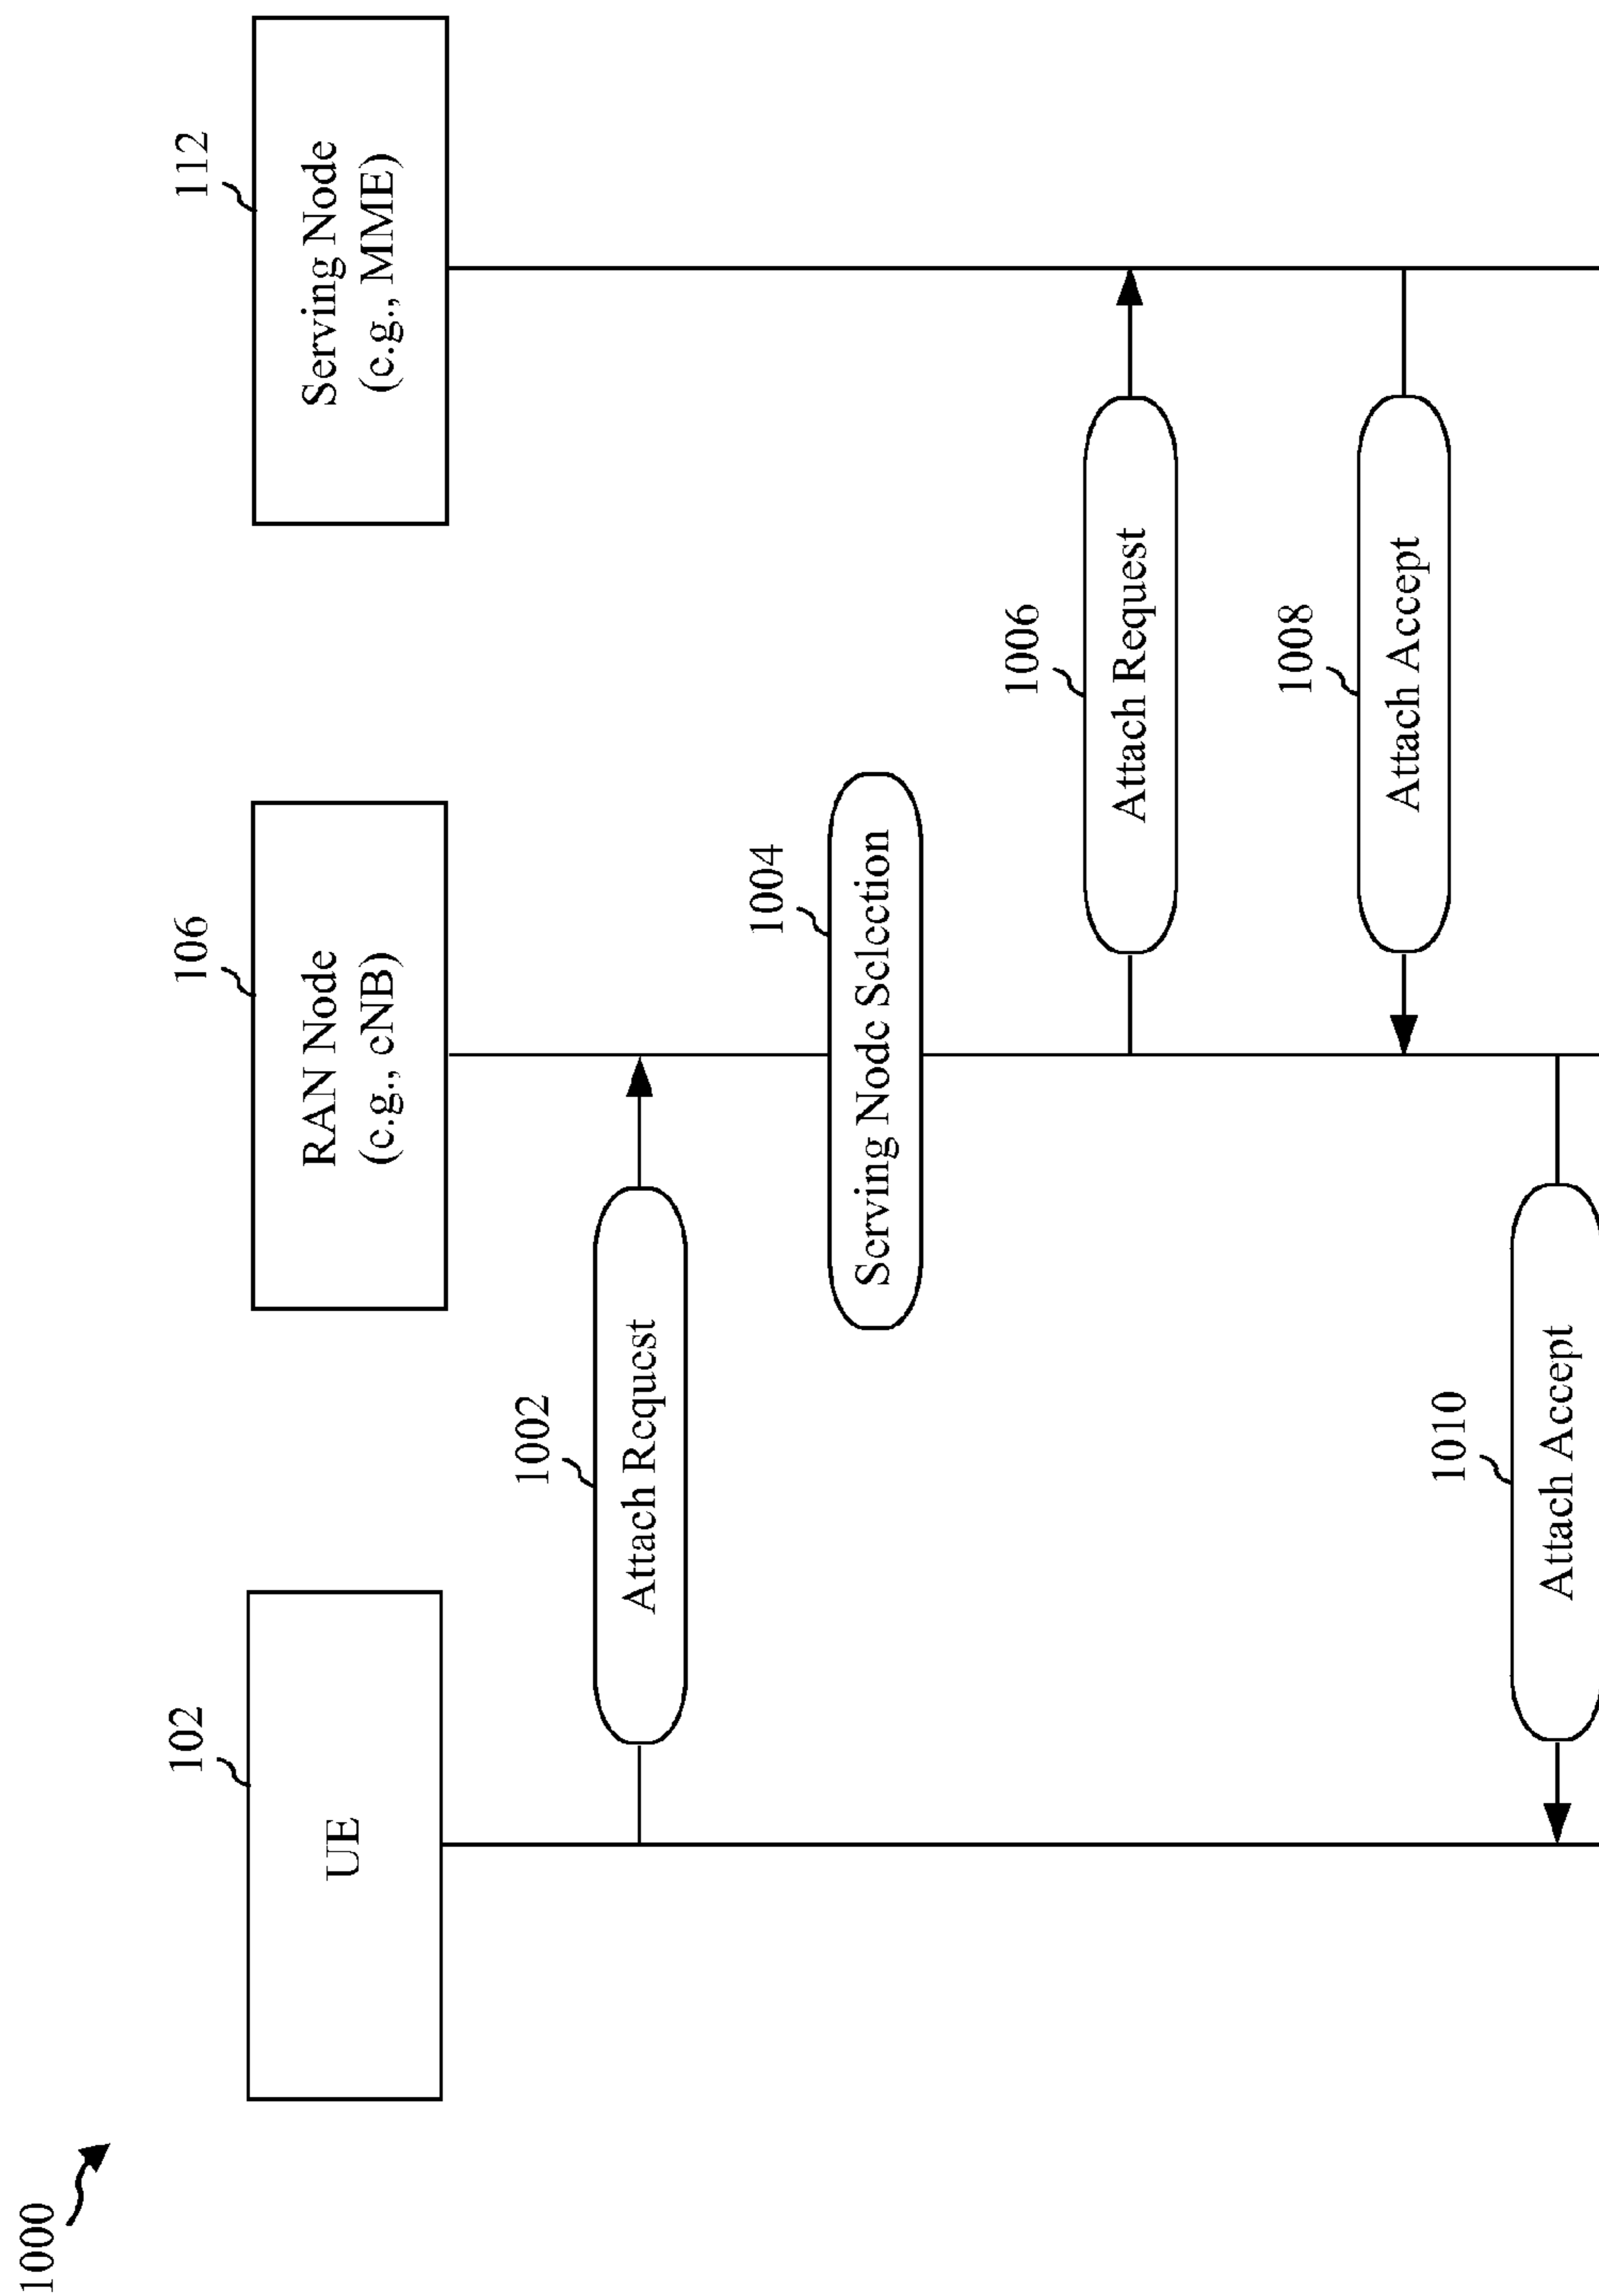 1000
102
UE
106
RAN Node
(e.g., eNB)
112
Serving Node
(e.g., MME)
1002
Attach Request
1004
Serving Node Selection
1006
Attach Request
1008
Attach Accept
1010
Attach Accept